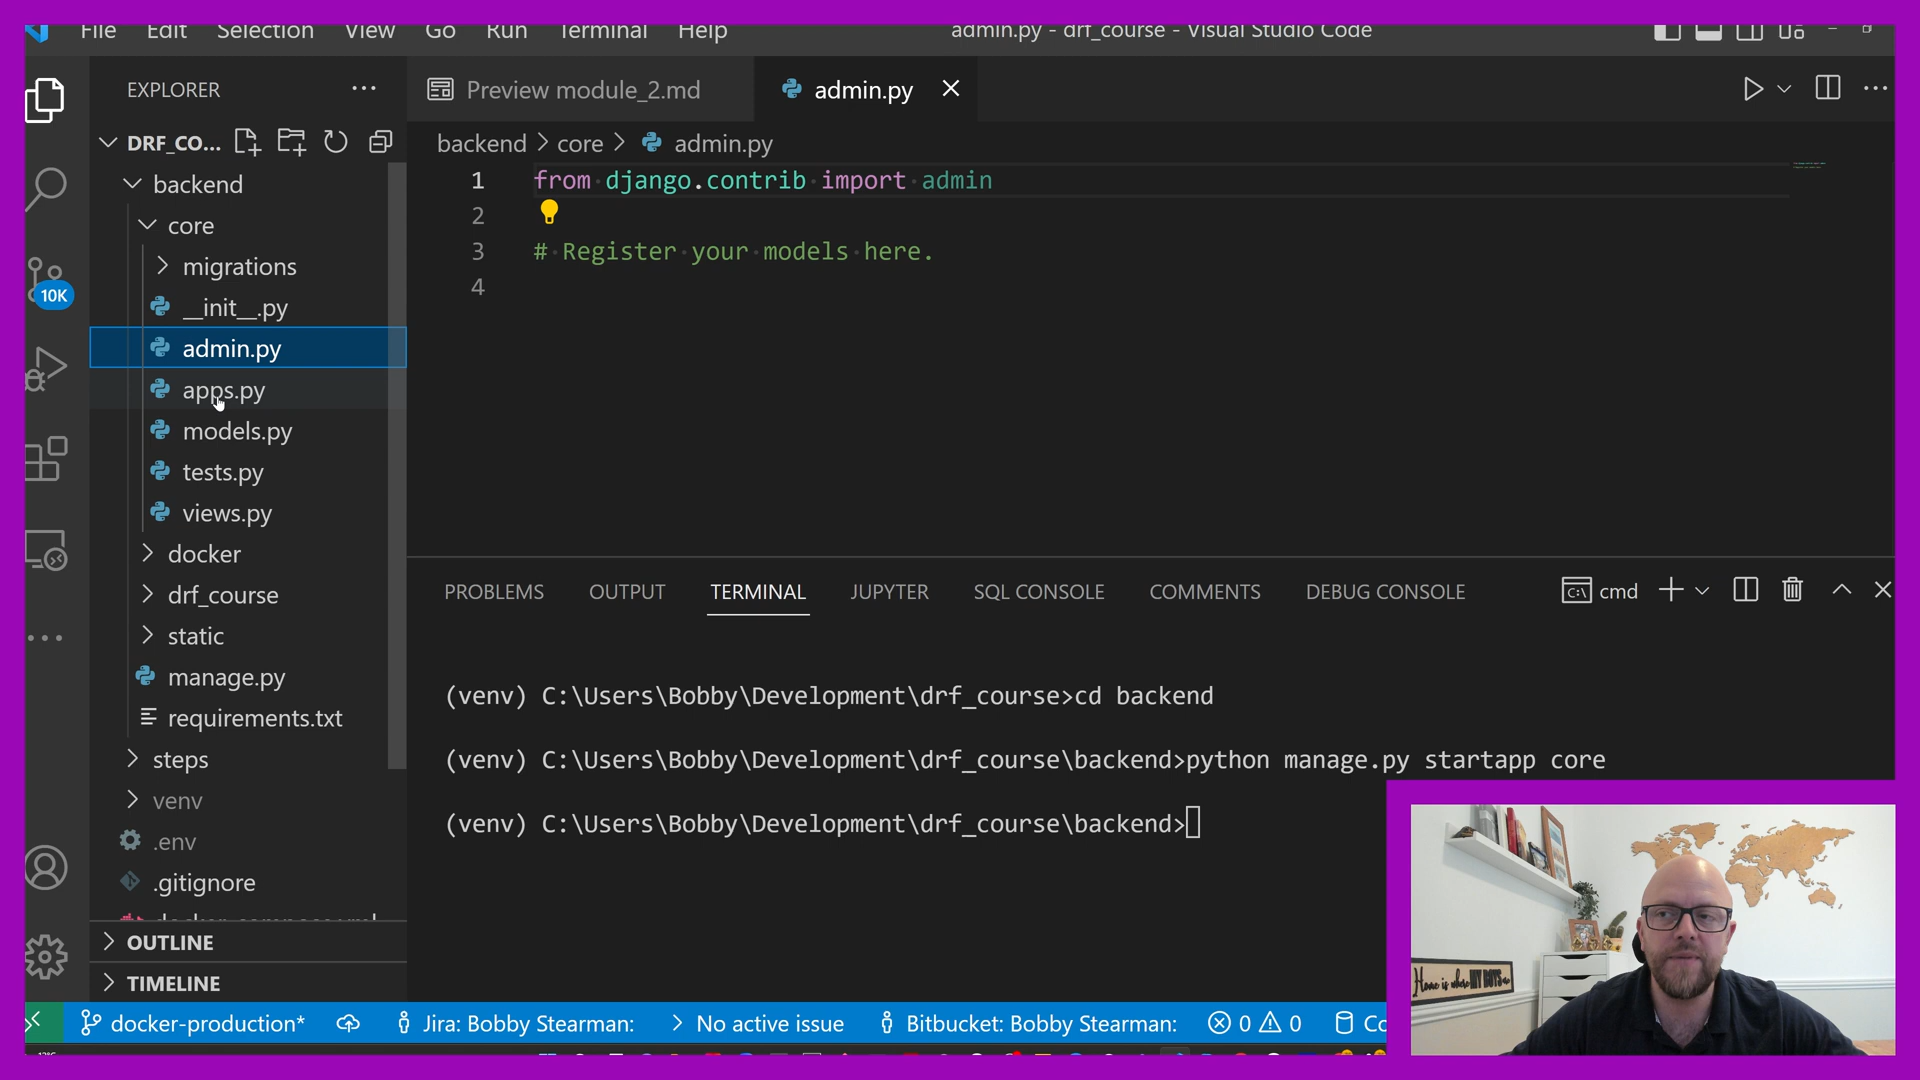 File Edit Selection View Go Run Terminal Help
admin.py - drf_course - Visual Studio Code
EXPLORER
Preview module_2.md
admin.py
DRF_CO...
backend > core > admin.py
backend
core
migrations
__init__.py
admin.py
apps.py
models.py
tests.py
views.py
docker
drf_course
static
manage.py
requirements.txt
steps
venv
.env
.gitignore
OUTLINE
TIMELINE
10K
1 from django.contrib import admin
2
3 # Register your models here.
4
PROBLEMS OUTPUT TERMINAL JUPYTER SQL CONSOLE COMMENTS DEBUG CONSOLE
cmd
(venv) C:\Users\Bobby\Development\drf_course>cd backend
(venv) C:\Users\Bobby\Development\drf_course\backend>python manage.py startapp core
(venv) C:\Users\Bobby\Development\drf_course\backend>
Home is where MY BOYS
docker-production* Jira: Bobby Stearman: No active issue Bitbucket: Bobby Stearman: 0 0 Co